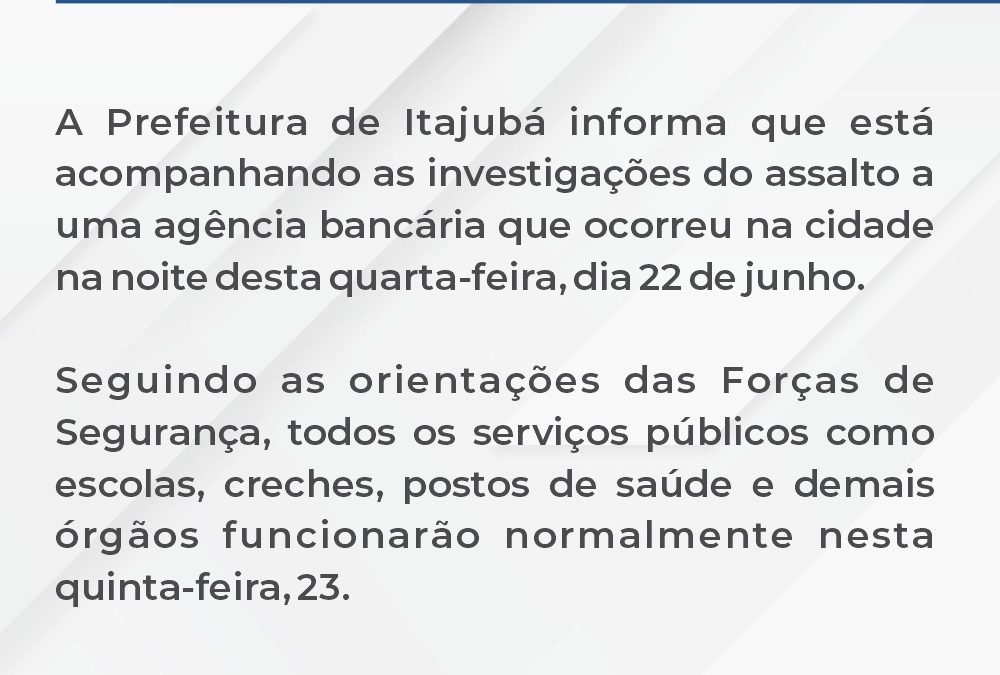 A Prefeitura de Itajubá informa que está
acompanhando as investigações do assalto a
uma agência bancária que ocorreu na cidade
na noite desta quarta-feira, dia 22 de junho.
Seguindo as orientações das Forças de
Segurança, todos os serviços públicos como
escolas, creches, postos de saúde e demais
órgãos funcionarão normalmente nesta
quinta-feira, 23.